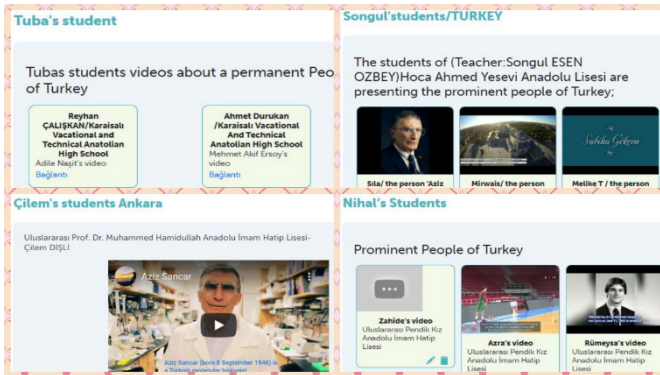 Tuba's student
Tubas students videos about a permanent Peo
of Turkey
Reyhan
ÇALIŞKAN/Karaisalı
Vacational and
Technical Anatolian
High School
Adile Naşit's video
Bağlantı
Ahmet Durukan
/Karaisalı Vacational
And Technical
Anatolian High School
Mehmet Akif Ersoy's
video
Bağlantı
Songul'students/TURKEY
The students of (Teacher:Songul ESEN
OZBEY)Hoca Ahmed Yesevi Anadolu Lisesi are
presenting the prominent people of Turkey;
Sabiha Gökçen
Sıla/ the person 'Aziz
Mirwais/ the person
Melike T / the person
Çilem's students Ankara
Uluslararası Prof. Dr. Muhammed Hamidullah Anadolu İmam Hatip Lisesi-
Çilem DİŞLİ
Aziz Sancar
Aziz Sancar (born 8 September 1946) is
a Turkish molecular biologist
Nihal's Students
Prominent People of Turkey
Zahide's video
Uluslararası Pendik Kız
Anadolu İmam Hatip
Lisesi
Azra's video
Uluslararası Pendik Kız
Anadolu İmam Hatip
Lisesi
Rümeysa's video
Uluslararası Pendik Kız
Anadolu İmam Hatip
Lisesi